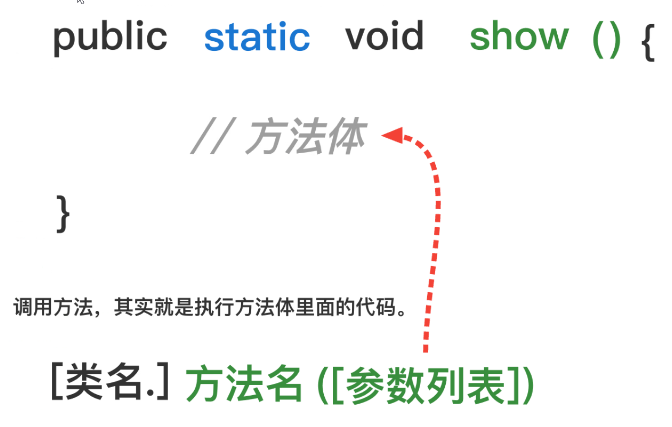 public static void show () {
// 方法体
}
调用方法，其实就是执行方法体里面的代码。
[类名.] 方法名 ([参数列表])